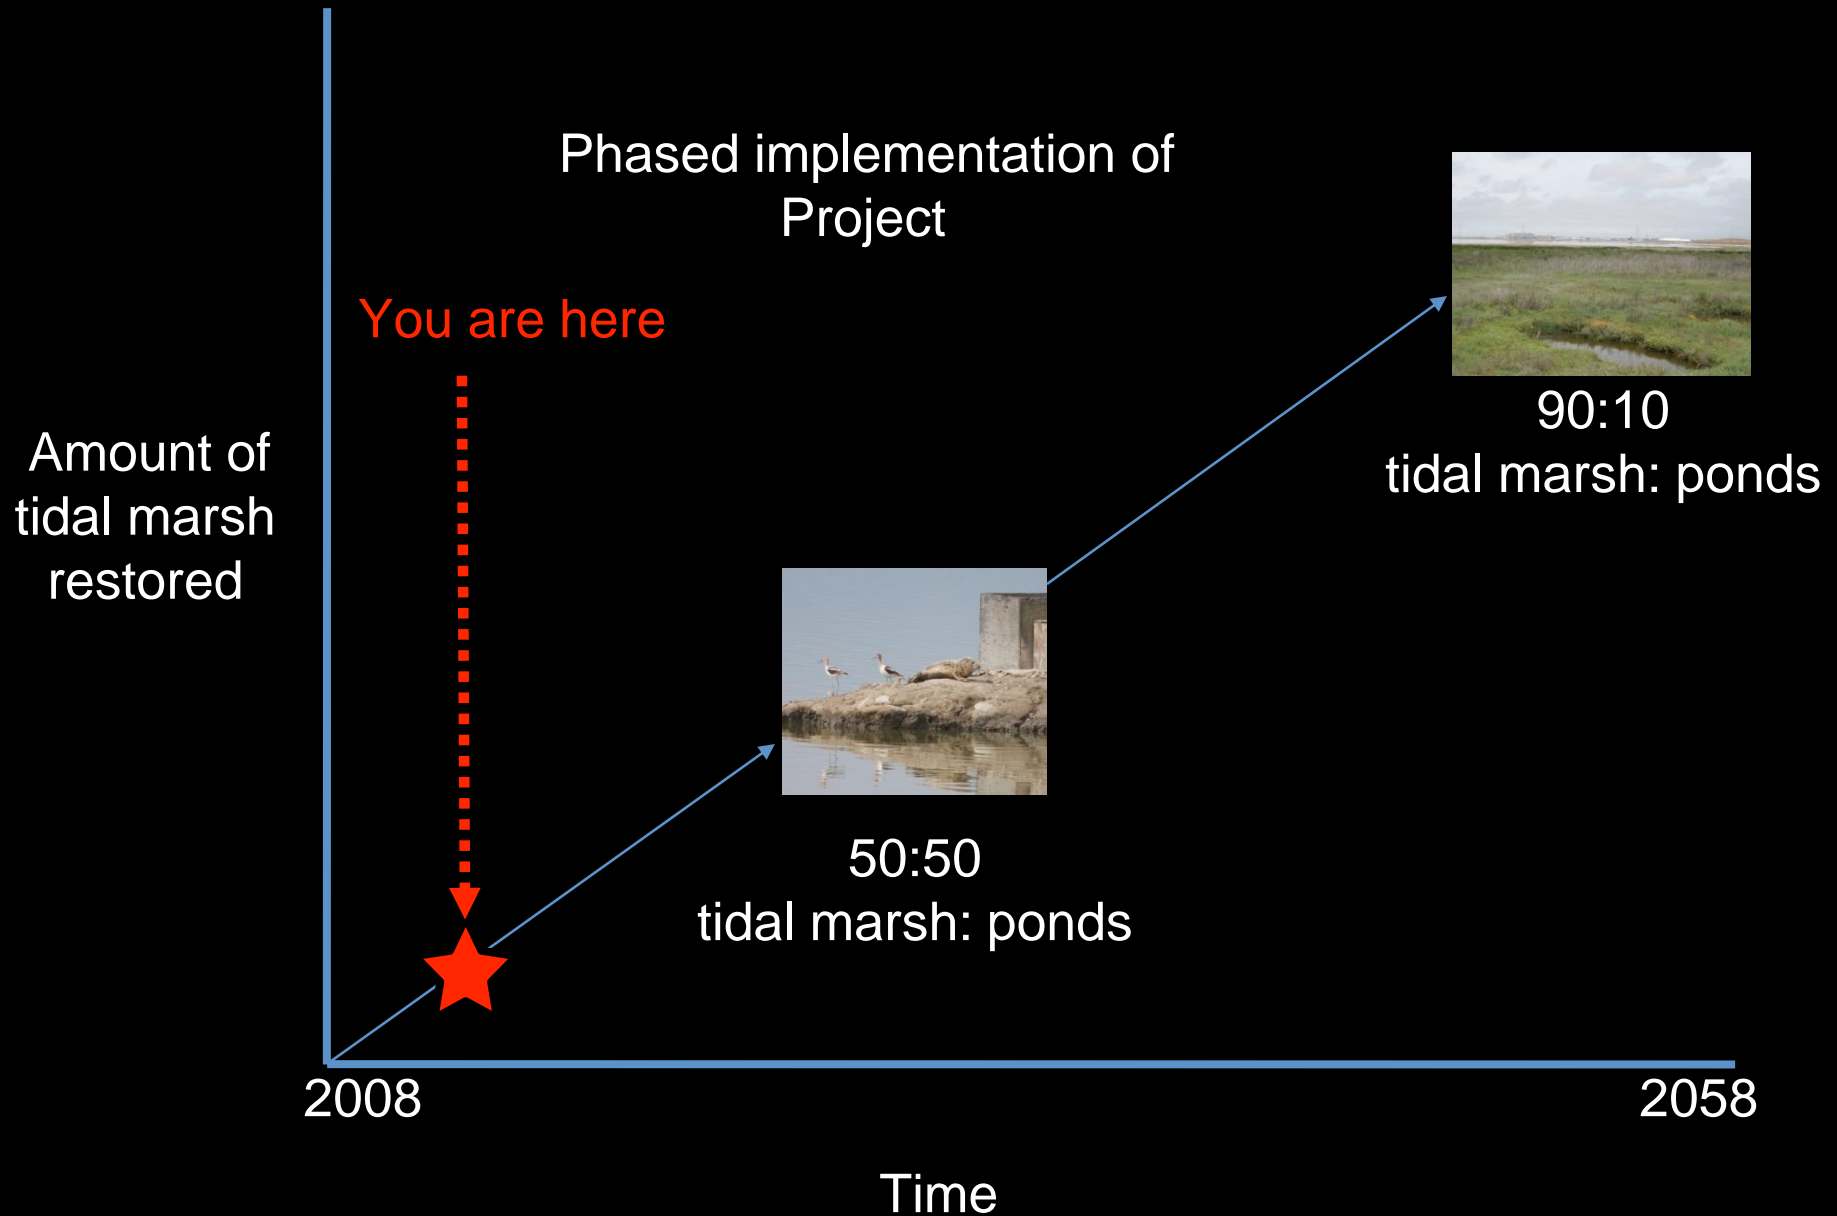 Phased implementation of
Project
You are here
Amount of
tidal marsh
restored
90:10
tidal marsh: ponds
50:50
tidal marsh: ponds
2008
2058
Time